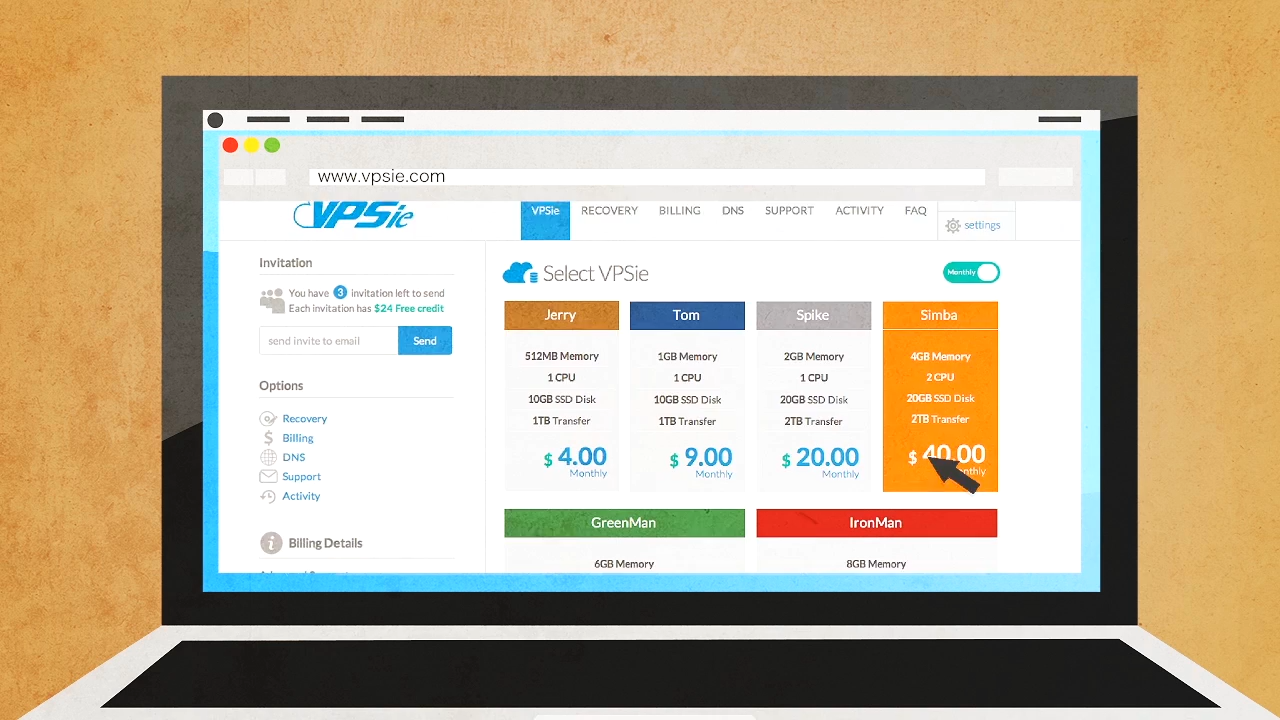 www.vpsie.com
VPSie
VPSie RECOVERY BILLING DNS SUPPORT ACTIVITY FAQ
settings
Invitation
You have 3 invitation left to send
Each invitation has $24 Free credit
send invite to email Send
Options
Recovery
Billing
DNS
Support
Activity
Billing Details
Select VPSie
Monthly
Jerry
512MB Memory
1 CPU
10GB SSD Disk
1TB Transfer
$ 4.00
Monthly
Tom
1GB Memory
1 CPU
10GB SSD Disk
1TB Transfer
$ 9.00
Monthly
Spike
2GB Memory
1 CPU
20GB SSD Disk
2TB Transfer
$ 20.00
Monthly
Simba
4GB Memory
2 CPU
20GB SSD Disk
2TB Transfer
$ 40.00
GreenMan
6GB Memory
IronMan
8GB Memory